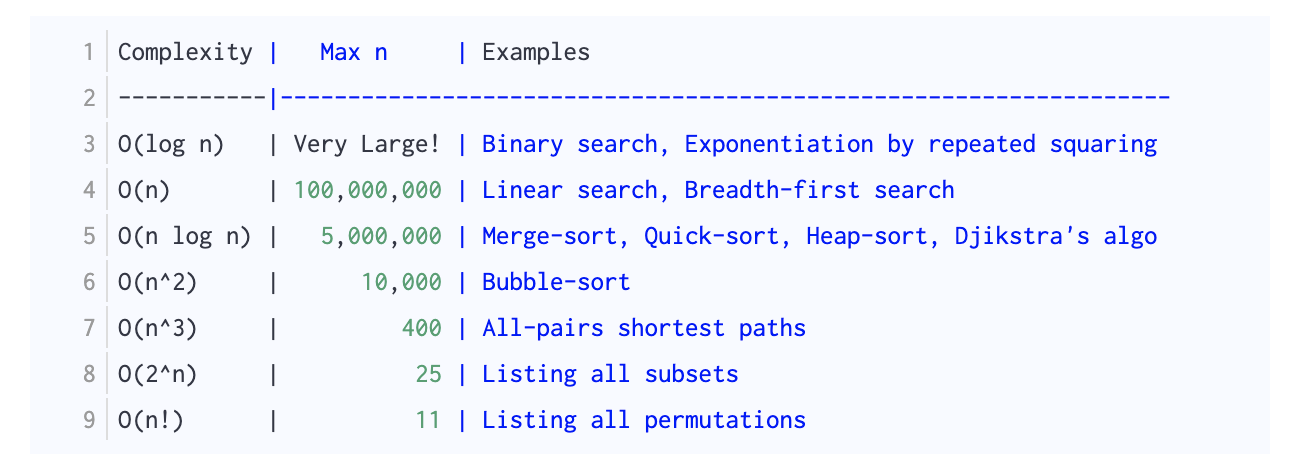 1 Complexity |   Max n     | Examples
2 -----------|------------------------------------------------------------------
3 O(log n)   | Very Large! | Binary search, Exponentiation by repeated squaring
4 O(n)       | 100,000,000 | Linear search, Breadth-first search
5 O(n log n) |   5,000,000 | Merge-sort, Quick-sort, Heap-sort, Djikstra's algo
6 O(n^2)     |      10,000 | Bubble-sort
7 O(n^3)     |         400 | All-pairs shortest paths
8 O(2^n)     |          25 | Listing all subsets
9 O(n!)      |          11 | Listing all permutations